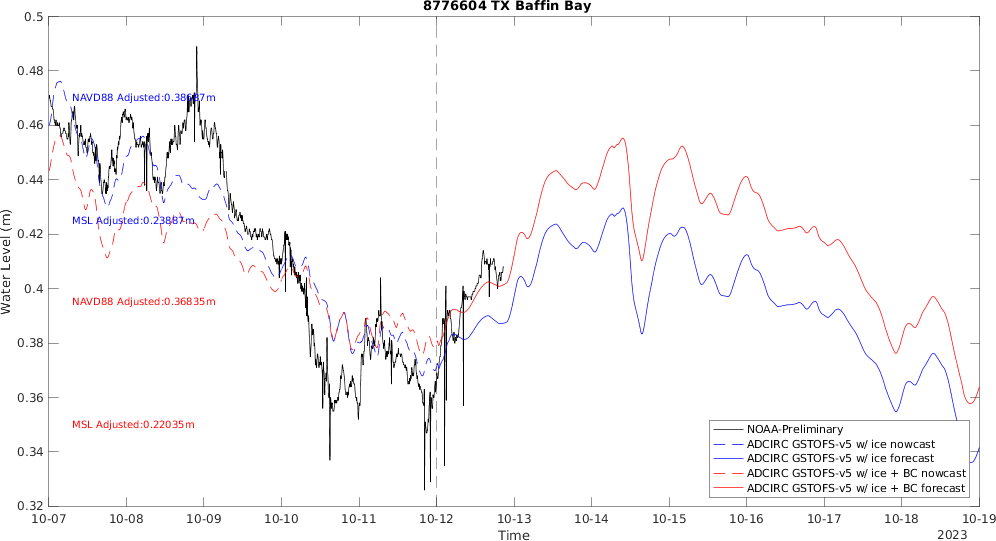 8776604 TX Baffin Bay
0.5
0.48
0.46
0.44
0.42
0.4
0.38
0.36
0.34
0.32
Water Level (m)
NAVD88 Adjusted:0.38687m
MSL Adjusted:0.23887m
NAVD88 Adjusted:0.36835m
MSL Adjusted:0.22035m
NOAA-Preliminary
ADCIRC GSTOFS-v5 w/ ice nowcast
ADCIRC GSTOFS-v5 w/ ice forecast
ADCIRC GSTOFS-v5 w/ ice + BC nowcast
ADCIRC GSTOFS-v5 w/ ice + BC forecast
10-07 10-08 10-09 10-10 10-11 10-12 10-13 10-14 10-15 10-16 10-17 10-18 10-19
Time
2023